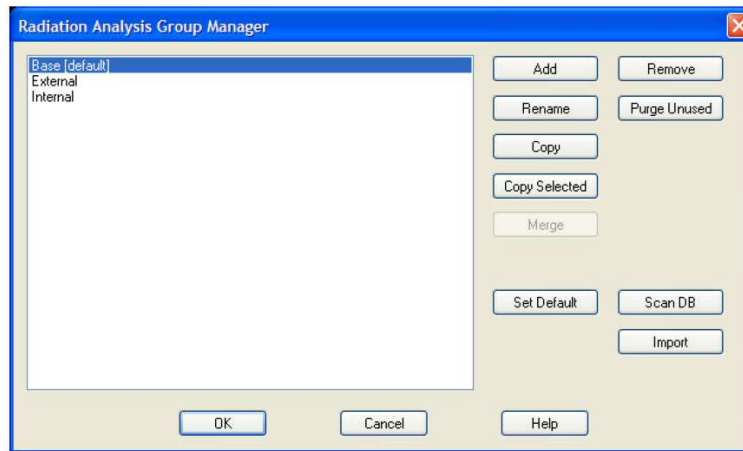 Radiation Analysis Group Manager
Base [default]
External
Internal
Add Remove
Rename Purge Unused
Copy
Copy Selected
Merge
Set Default Scan DB
Import
OK Cancel Help